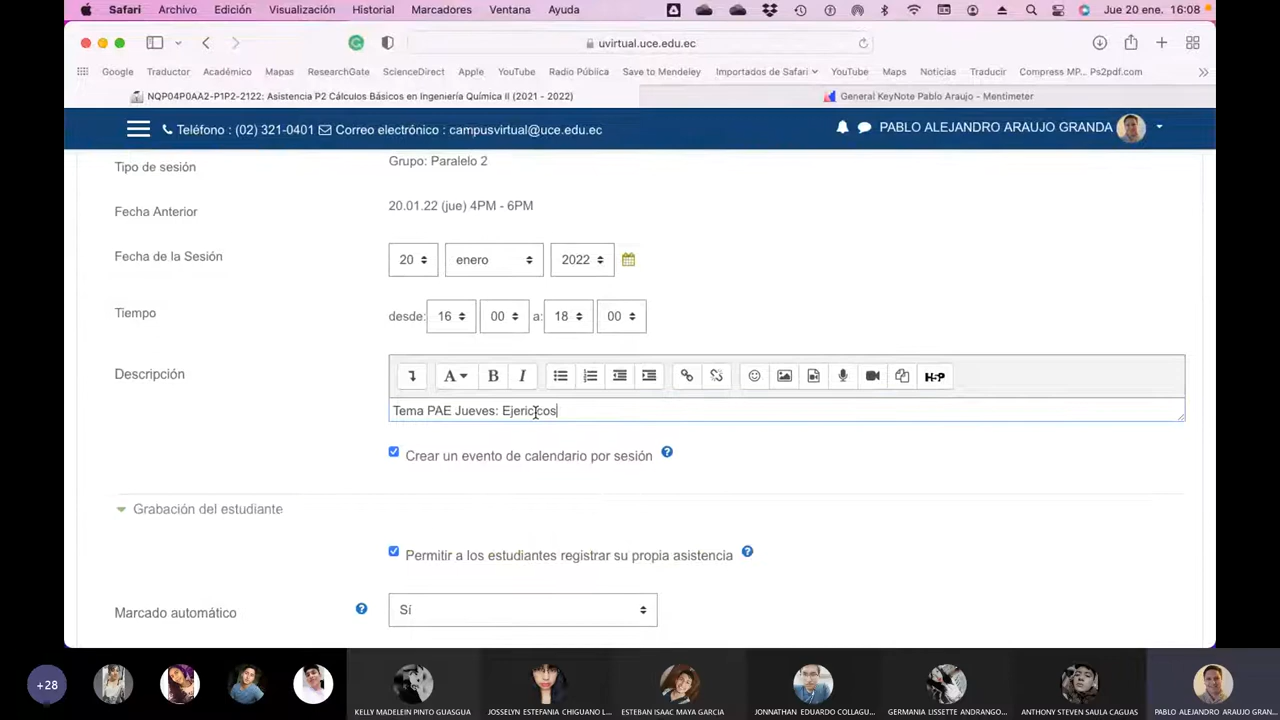 Safari Archivo Edición Visualización Historial Marcadores Ventana Ayuda Jue 20 ene. 16:08
uvirtual.uce.edu.ec
Google Traductor Académico Mapas ResearchGate ScienceDirect Apple YouTube Radio Pública Save to Mendeley Importados de Safari YouTube Maps Noticias Traducir Compress MP... Ps2pdf.com
NQP04P0AA2-P1P2-2122: Asistencia P2 Cálculos Básicos en Ingeniería Química II (2021 - 2022) General KeyNote Pablo Araujo - Mentimeter
Teléfono : (02) 321-0401 Correo electrónico : campusvirtual@uce.edu.ec PABLO ALEJANDRO ARAUJO GRANDA
Tipo de sesión Grupo: Paralelo 2
Fecha Anterior 20.01.22 (jue) 4PM - 6PM
Fecha de la Sesión 20 enero 2022
Tiempo desde: 16 00 a: 18 00
Descripción
A B I H-P
Tema PAE Jueves: Ejericicos
Crear un evento de calendario por sesión
Grabación del estudiante
Permitir a los estudiantes registrar su propia asistencia
Marcado automático Sí
+28 KELLY MADELEIN PINTO GUASGUA JOSSELYN ESTEFANIA CHIGUANO L... ESTEBAN ISAAC MAYA GARCIA JONNATHAN EDUARDO COLLAGU... GERMANIA LISSETTE ANDRANGO... ANTHONY STEVEN SAULA CAGUAS PABLO ALEJANDRO ARAUJO GRAN...